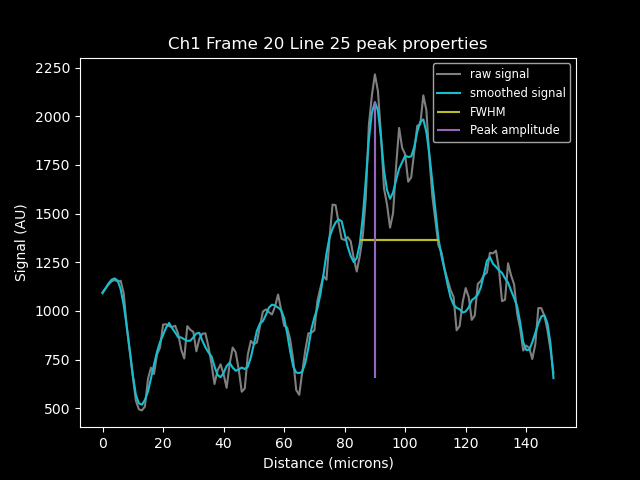 Ch1 Frame 20 Line 25 peak properties
raw signal
smoothed signal
FWHM
Peak amplitude
Signal (AU)
2250
2000
1750
1500
1250
1000
750
500
0 20 40 60 80 100 120 140
Distance (microns)